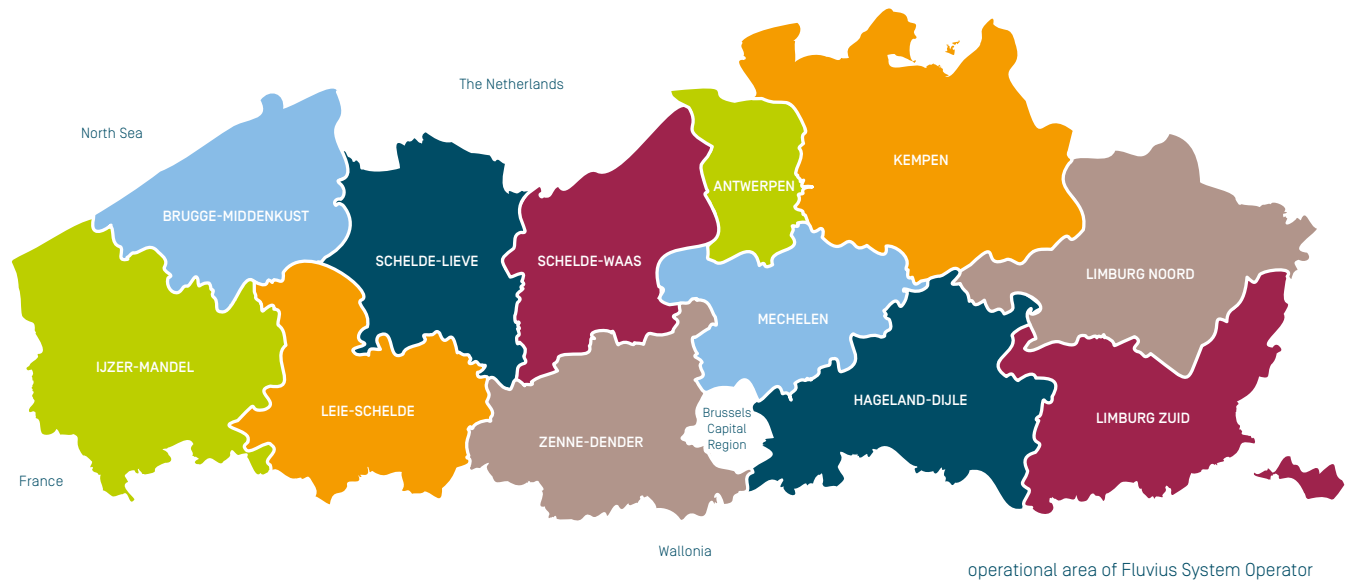 The Netherlands
North Sea
KEMPEN
ANTWERPEN
BRUGGE-MIDDENKUST
SCHELDE-LIEVE
SCHELDE-WAAS
LIMBURG NOORD
MECHELEN
IJZER-MANDEL
HAGELAND-DIJLE
LEIE-SCHELDE
Brussels
Capital
Region
LIMBURG ZUID
ZENNE-DENDER
France
Wallonia
operational area of Fluvius System Operator